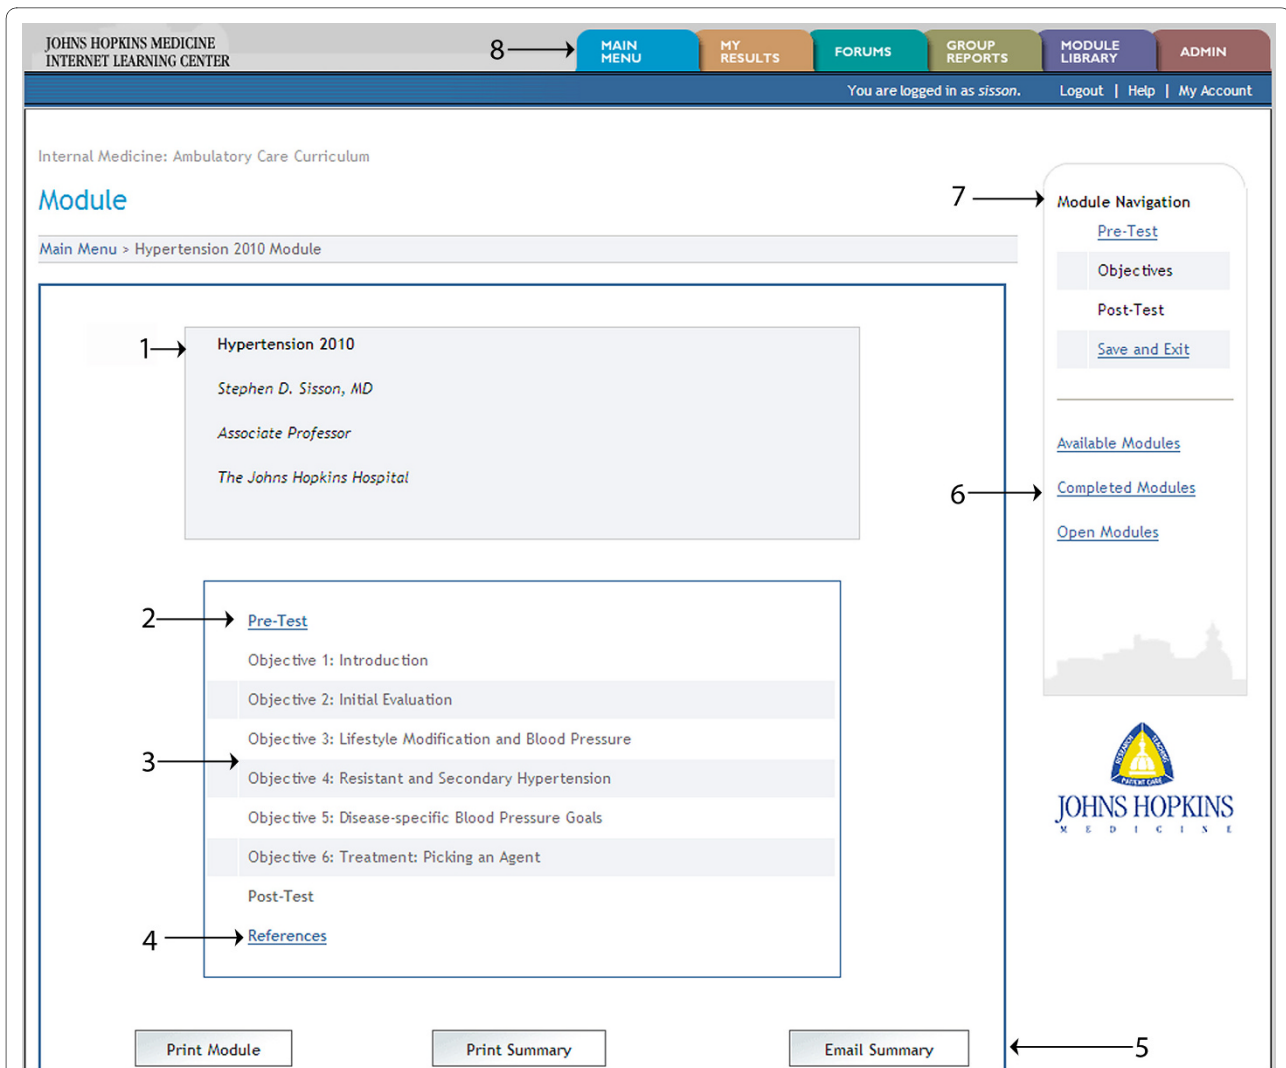 JOHNS HOPKINS MEDICINE
INTERNET LEARNING CENTER
8
MAIN
MENU
MY
RESULTS
FORUMS
GROUP
REPORTS
MODULE
LIBRARY
ADMIN
You are logged in as sisson.
Logout | Help | My Account
Internal Medicine: Ambulatory Care Curriculum
Module
Main Menu > Hypertension 2010 Module
1
Hypertension 2010
Stephen D. Sisson, MD
Associate Professor
The Johns Hopkins Hospital
2
Pre-Test
Objective 1: Introduction
Objective 2: Initial Evaluation
Objective 3: Lifestyle Modification and Blood Pressure
3
Objective 4: Resistant and Secondary Hypertension
Objective 5: Disease-specific Blood Pressure Goals
Objective 6: Treatment: Picking an Agent
Post-Test
4
References
Print Module
Print Summary
Email Summary
5
7
Module Navigation
Pre-Test
Objectives
Post-Test
Save and Exit
Available Modules
6
Completed Modules
Open Modules
RESEARCH
TEACHING
PATIENT CARE
JOHNS HOPKINS
MEDICINE